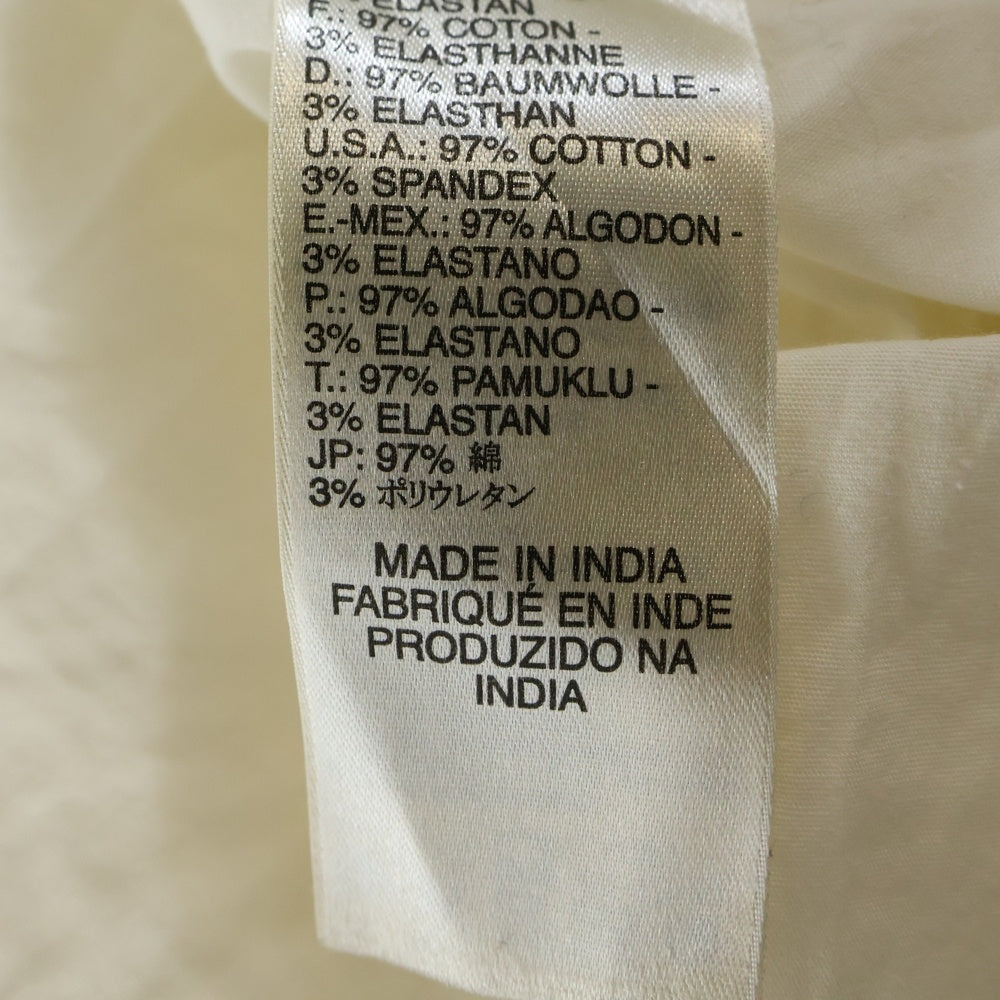 ELASTAN
F.: 97% COTON -
3% ELASTHANNE
D.: 97% BAUMWOLLE -
3% ELASTHAN
U.S.A.: 97% COTTON -
3% SPANDEX
E.-MEX.: 97% ALGODON -
3% ELASTANO
P.: 97% ALGODAO -
3% ELASTANO
T.: 97% PAMUKLU -
3% ELASTAN
JP: 97% 綿
3% ポリウレタン
MADE IN INDIA
FABRIQUÉ EN INDE
PRODUZIDO NA
INDIA